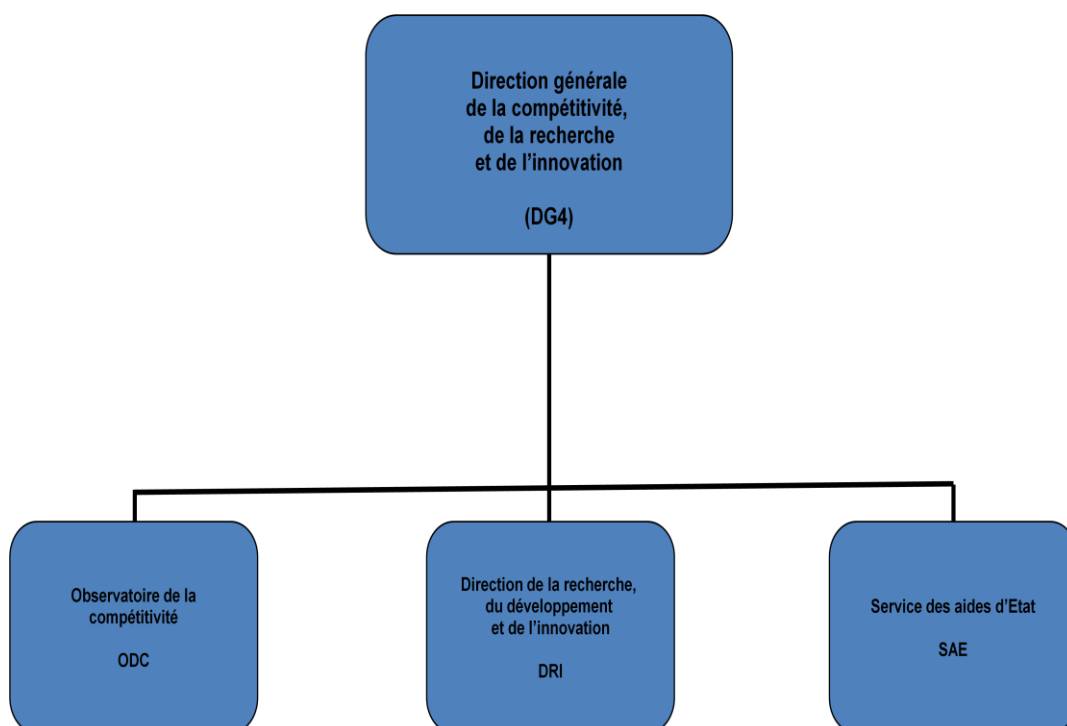 Direction générale
de la compétitivité,
de la recherche
et de l’innovation
(DG4)
Observatoire de la
compétitivité
ODC
Direction de la recherche,
du développement
et de l’innovation
DRI
Service des aides d’Etat
SAE